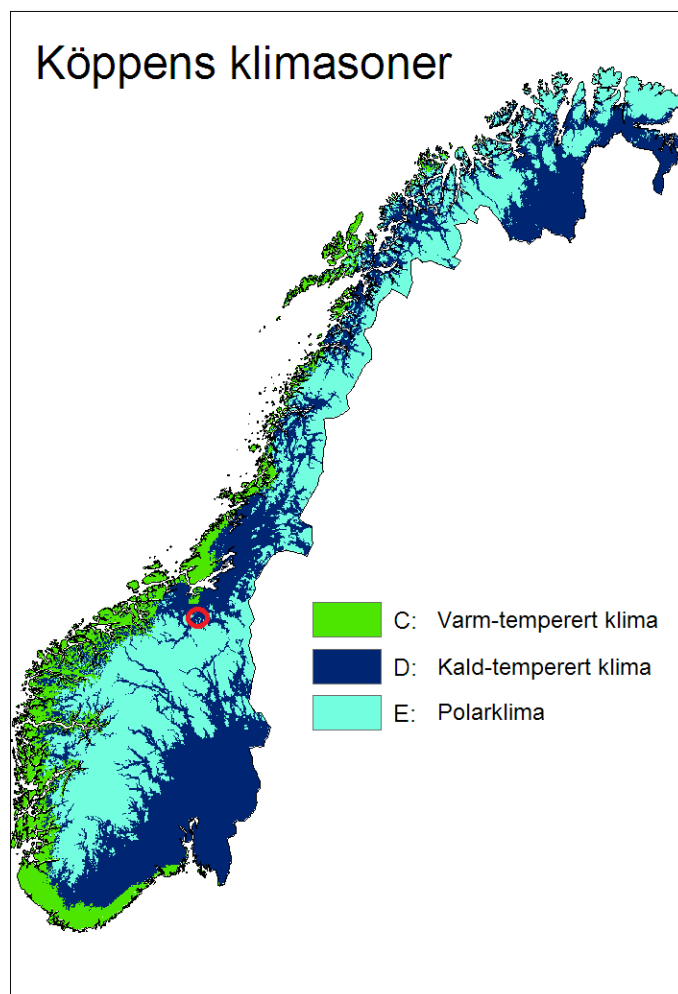 Köppens klimasoner
C: Varm-temperert klima
D: Kald-temperert klima
E: Polarklima